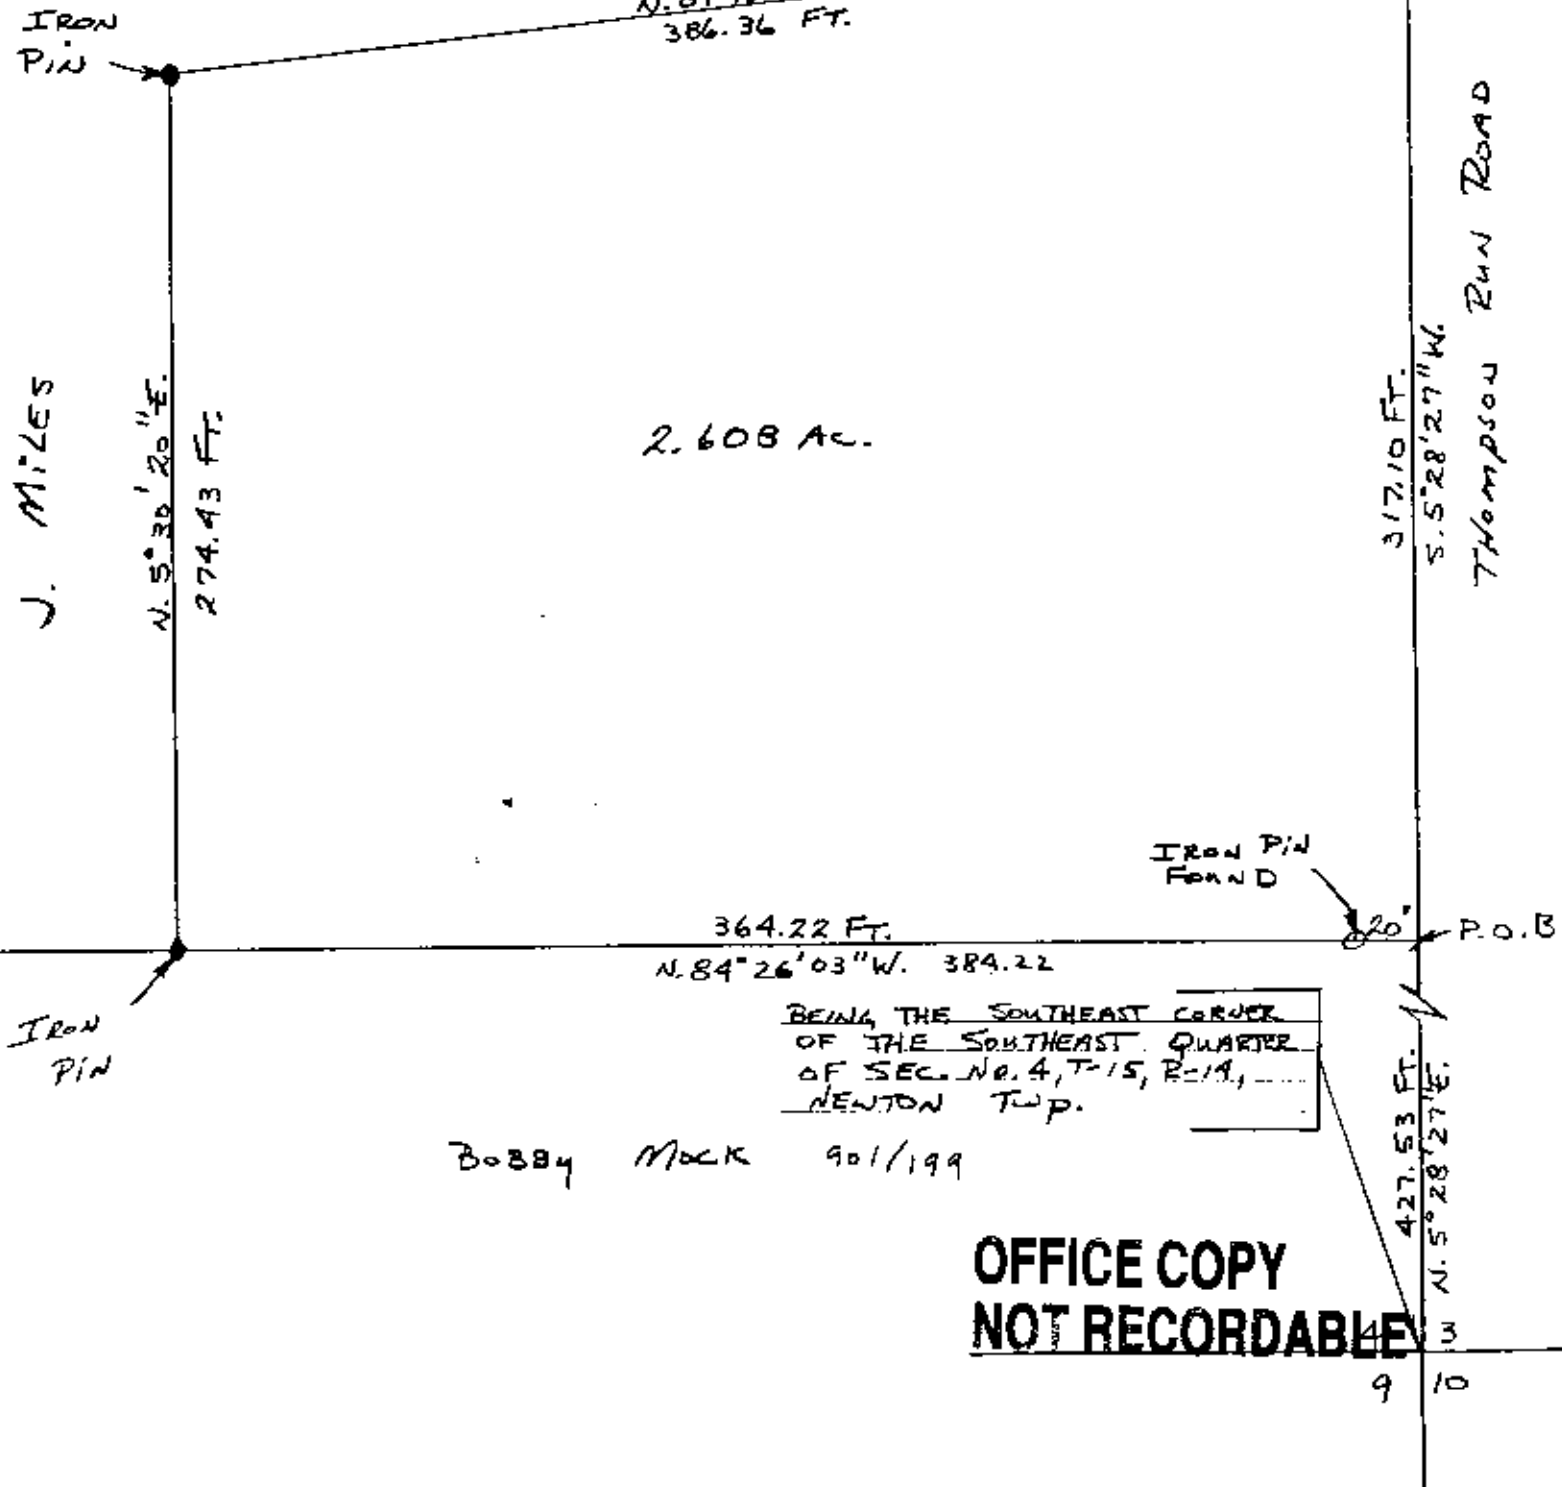 IRON
PIN
386.36 FT.
THOMPSON RUN ROAD
J. MILES
N. 5° 30' 20" E.
274.43 FT.
2.608 Ac.
317.10 FT.
S. 5° 28' 27" W.
IRON PIN
FOUND
20'
P.O.B
364.22 FT.
N. 84° 26' 03" W. 384.22
IRON
PIN
BEING THE SOUTHEAST CORNER
OF THE SOUTHEAST QUARTER
OF SEC. No. 4, T-15, R-14,
NEWTON Twp.
427.53 FT.
N. 5° 28' 27" E.
BOBBY MOCK 901/199
OFFICE COPY
NOT RECORDABLE
4 3
9 10